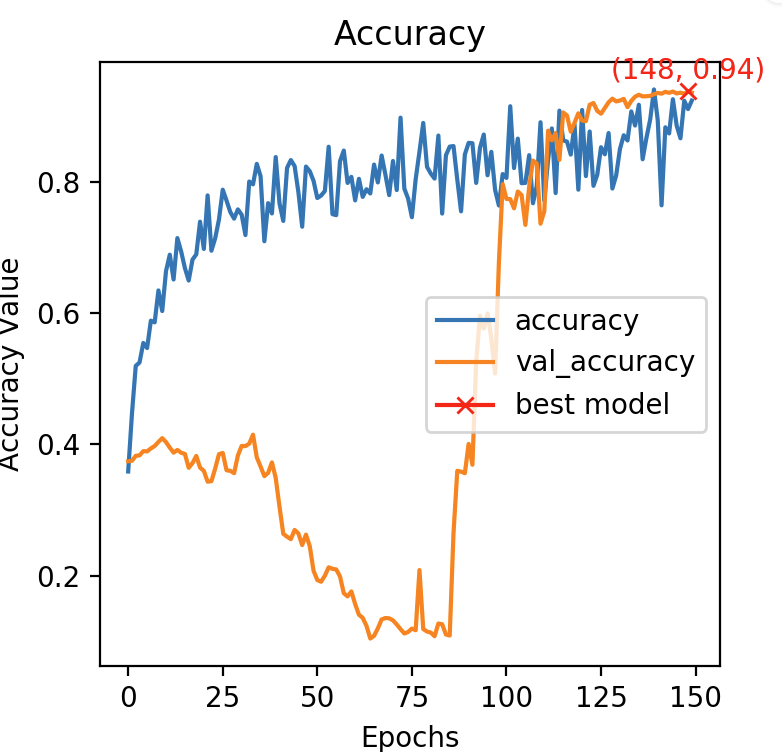 Accuracy
(148, 0.94)
Accuracy Value
0.8
0.6
0.4
0.2
accuracy
val_accuracy
best model
0 25 50 75 100 125 150
Epochs